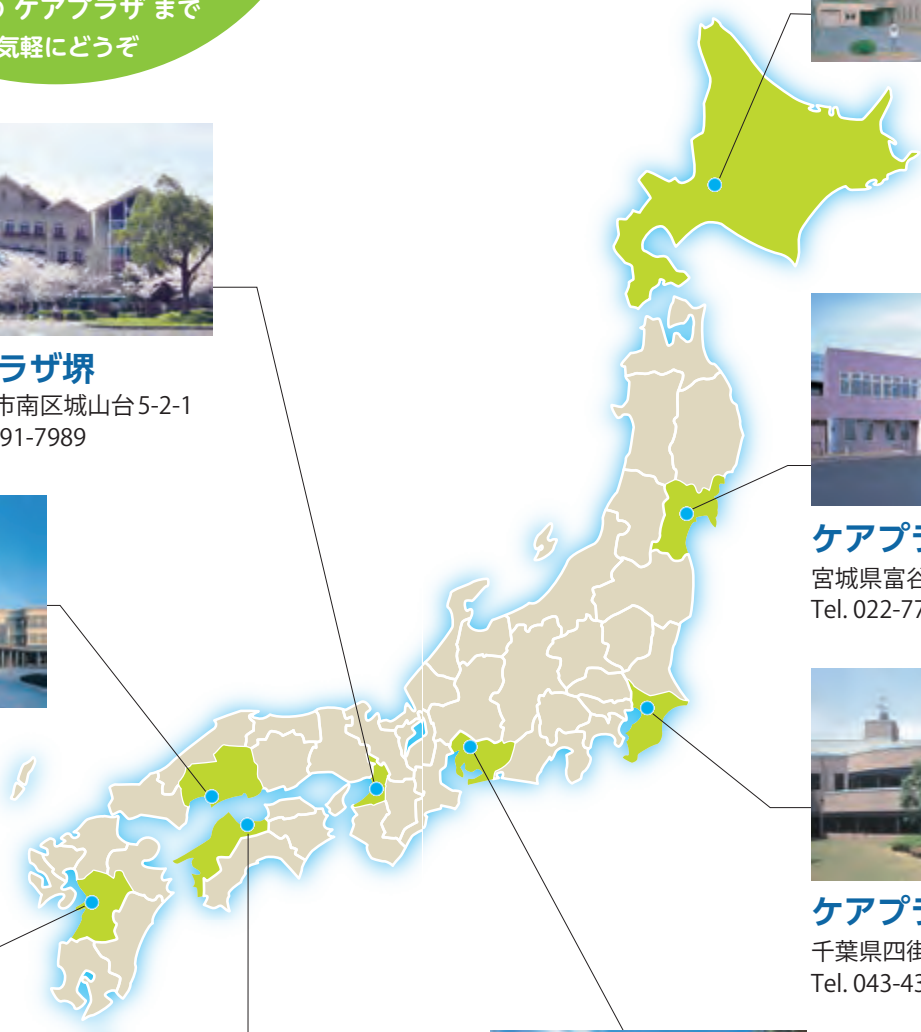 ケアプラザ まで
気軽にどうぞ
ラザ堺
市南区城山台5-2-1
91-7989
ケアプラ
宮城県富谷
Tel. 022-77
ケアプラ
千葉県四街
Tel. 043-43